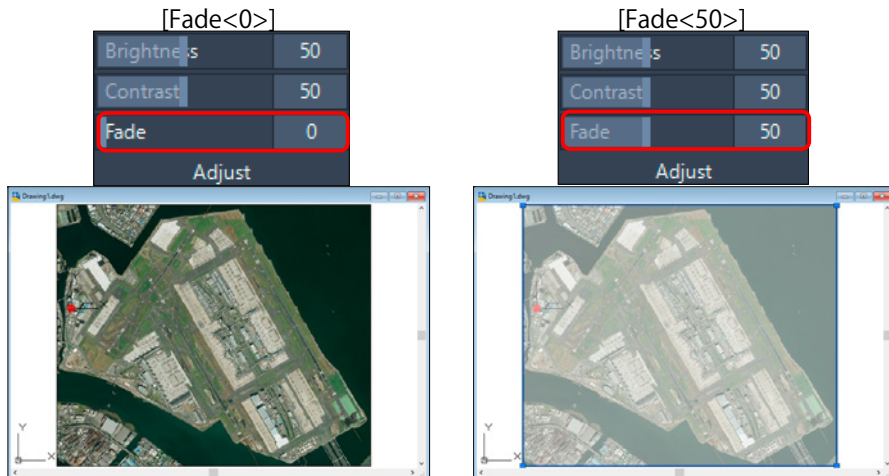 [Fade<0>]
Brightness 50
Contrast 50
Fade 0
Adjust
Drawing1.dwg
Y
X
[Fade<50>]
Brightness 50
Contrast 50
Fade 50
Adjust
Drawing1.dwg
Y
X